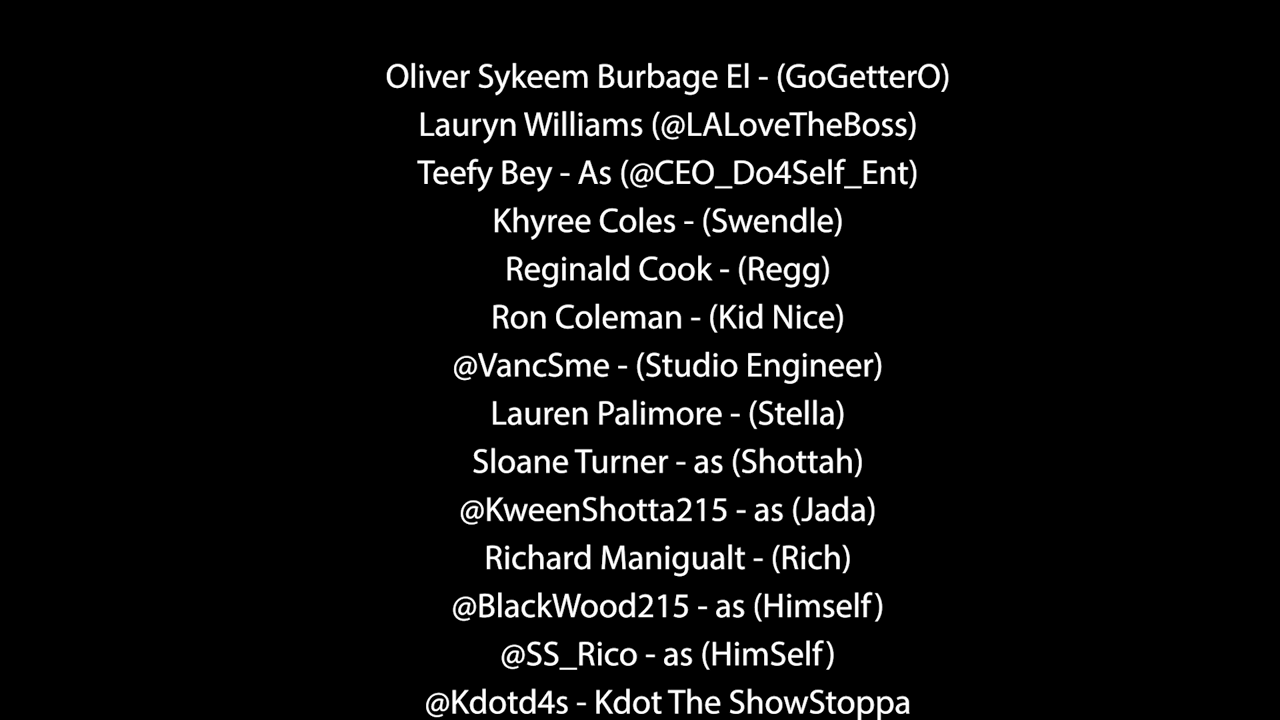 Oliver Sykeem Burbage El - (GoGetterO)
Lauryn Williams (@LALoveTheBoss)
Teefy Bey - As (@CEO_Do4Self_Ent)
Khyree Coles - (Swendle)
Reginald Cook - (Regg)
Ron Coleman - (Kid Nice)
@VancSme - (Studio Engineer)
Lauren Palimore - (Stella)
Sloane Turner - as (Shottah)
@KweenShotta215 - as (Jada)
Richard Manigualt - (Rich)
@BlackWood215 - as (Himself)
@SS_Rico - as (HimSelf)
@Kdotd4s - Kdot The ShowStoppa